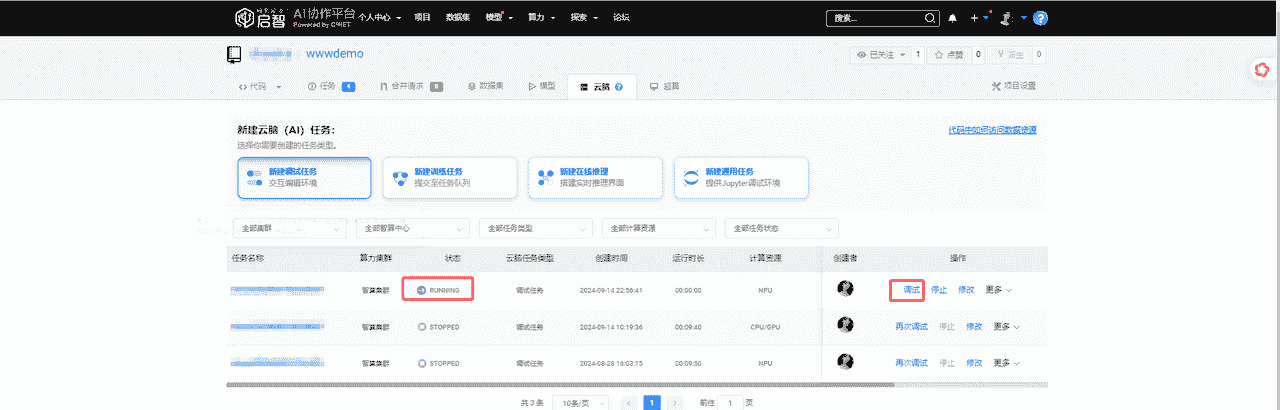 启智 AI协作平台 Powered by C²NET 个人中心 项目 数据集 模型 算力 探索 论坛 搜索...
wwwdemo 已关注 1 点赞 0 派生 0
代码 任务 4 合并请求 0 数据集 模型 云脑 超算 项目设置
新建云脑（AI）任务： 代码中如何访问数据资源
选择你需要创建的任务类型。
新建调试任务 新建训练任务 新建在线推理 新建通用任务
交互编辑环境 提交至任务队列 搭建实时推理界面 提供Jupyter调试环境
全部集群 全部智算中心 全部任务类型 全部计算资源 全部任务状态
任务名称 算力集群 状态 云脑任务类型 创建时间 运行时长 计算资源 创建者 操作
智算集群 RUNNING 调试任务 2024-09-14 22:56:41 00:00:00 NPU 调试 停止 修改 更多
智算集群 STOPPED 调试任务 2024-09-14 10:19:36 00:09:40 CPU/GPU 再次调试 停止 修改 更多
智算集群 STOPPED 调试任务 2024-08-28 16:03:15 00:09:50 NPU 再次调试 停止 修改 更多
共 3 条 10条/页 1 前往 1 页